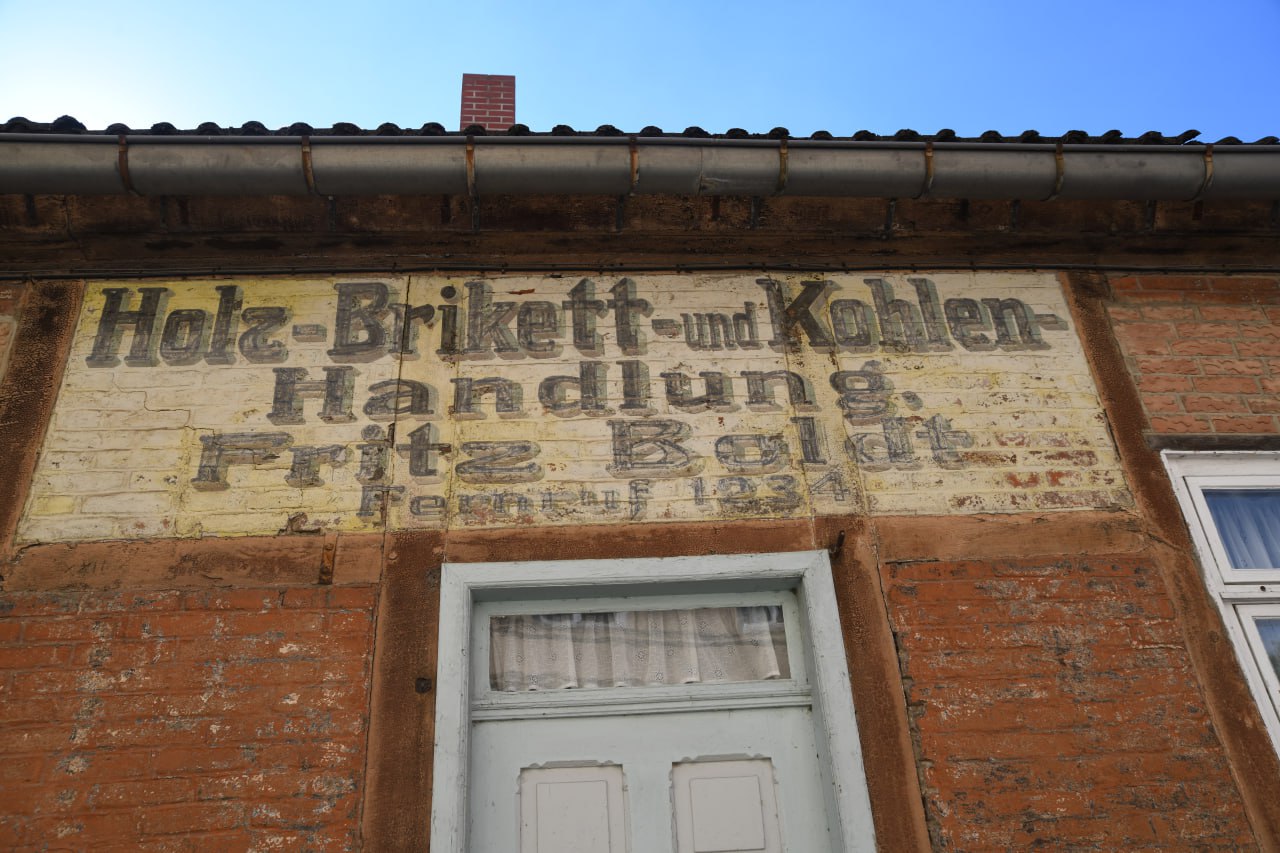 Holz-Brikett-und Kohlen-
Handlung.
Fritz Boldt
Fernruf 1234